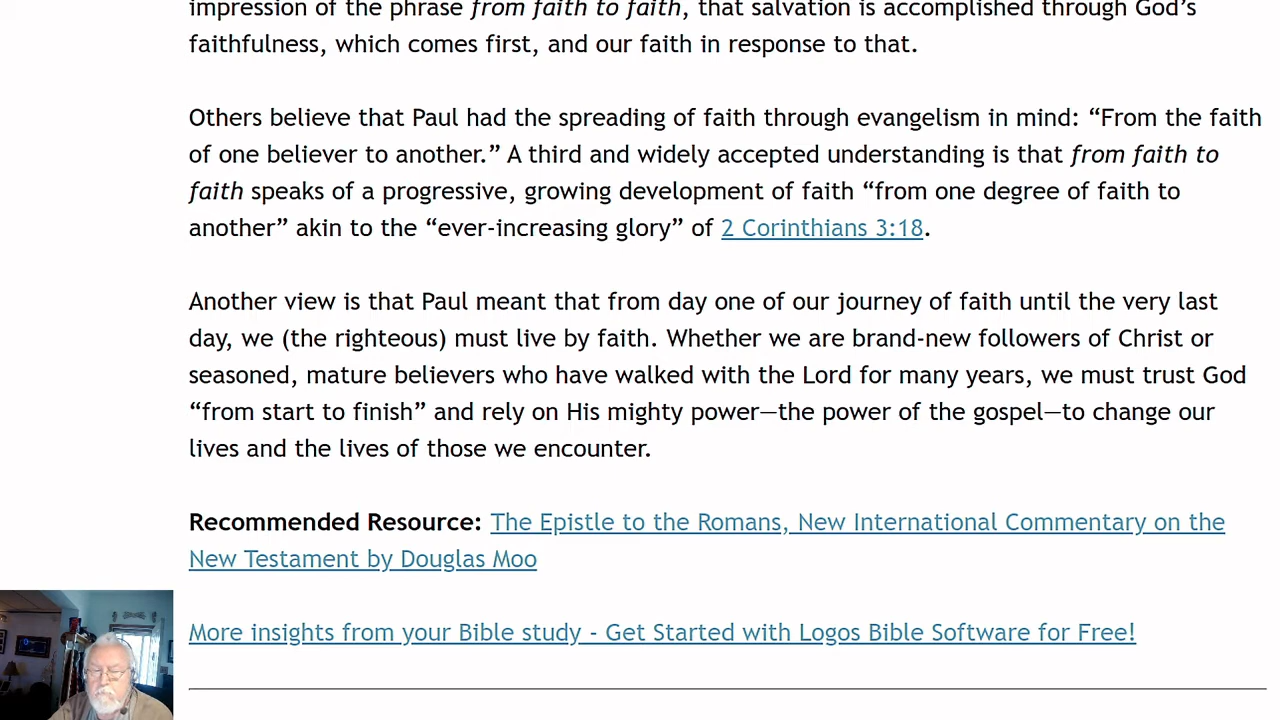 impression of the phrase from faith to faith, that salvation is accomplished through God’s
faithfulness, which comes first, and our faith in response to that.
Others believe that Paul had the spreading of faith through evangelism in mind: “From the faith
of one believer to another.” A third and widely accepted understanding is that from faith to
faith speaks of a progressive, growing development of faith “from one degree of faith to
another” akin to the “ever-increasing glory” of 2 Corinthians 3:18.
Another view is that Paul meant that from day one of our journey of faith until the very last
day, we (the righteous) must live by faith. Whether we are brand-new followers of Christ or
seasoned, mature believers who have walked with the Lord for many years, we must trust God
“from start to finish” and rely on His mighty power—the power of the gospel—to change our
lives and the lives of those we encounter.
Recommended Resource: The Epistle to the Romans, New International Commentary on the
New Testament by Douglas Moo
More insights from your Bible study - Get Started with Logos Bible Software for Free!